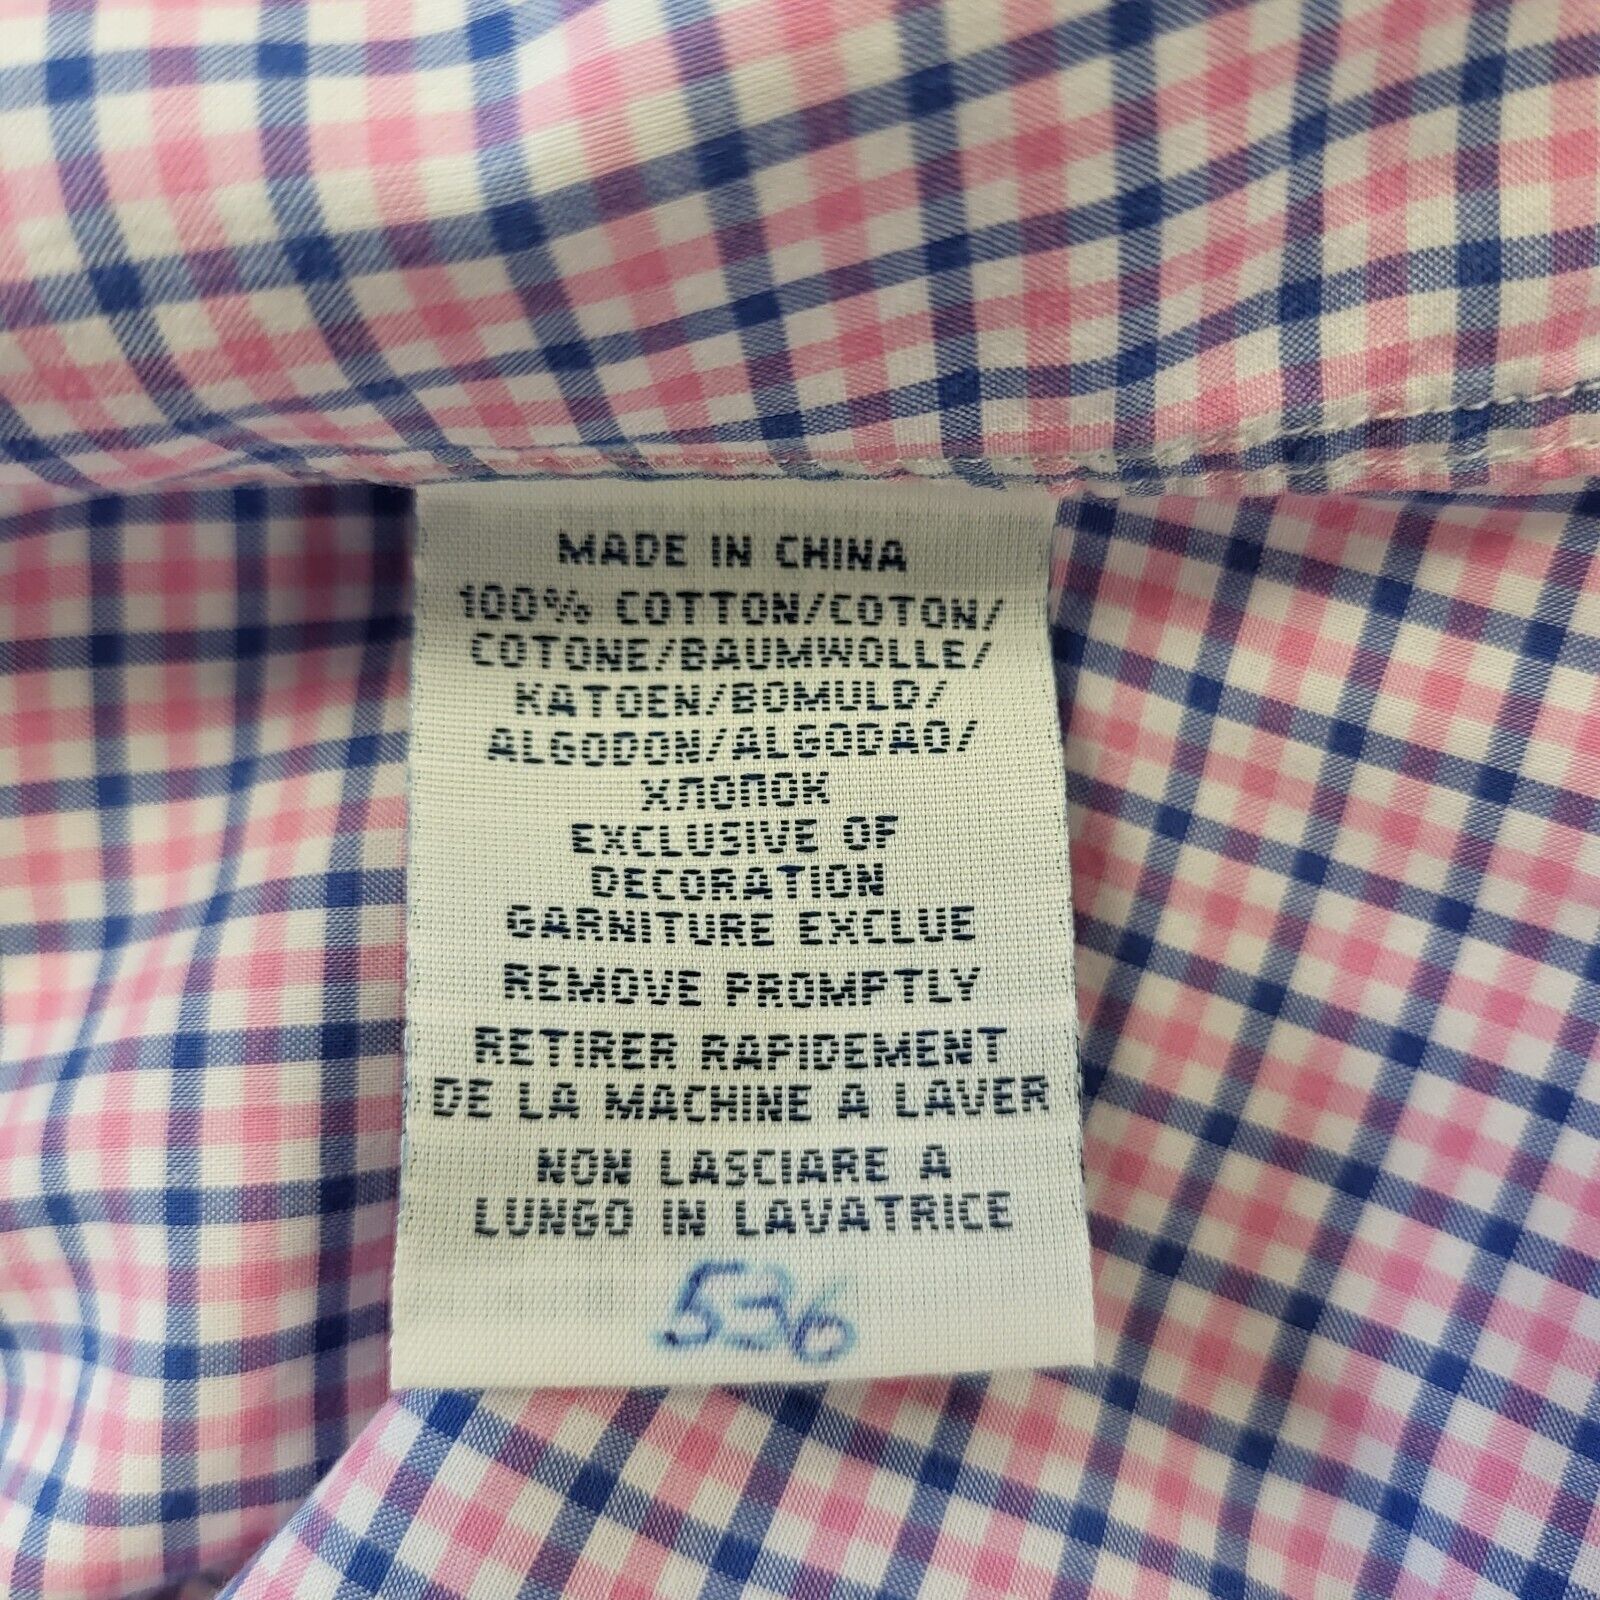 MADE IN CHINA
100% COTTON/COTON/
COTONE/BAUMWOLLE/
KATOEN/BOMULD/
ALGODON/ALGODAO/
ХЛОПОК
EXCLUSIVE OF
DECORATION
GARNITURE EXCLUE
REMOVE PROMPTLY
RETIRER RAPIDEMENT
DE LA MACHINE A LAVER
NON LASCIARE A
LUNGO IN LAVATRICE
536